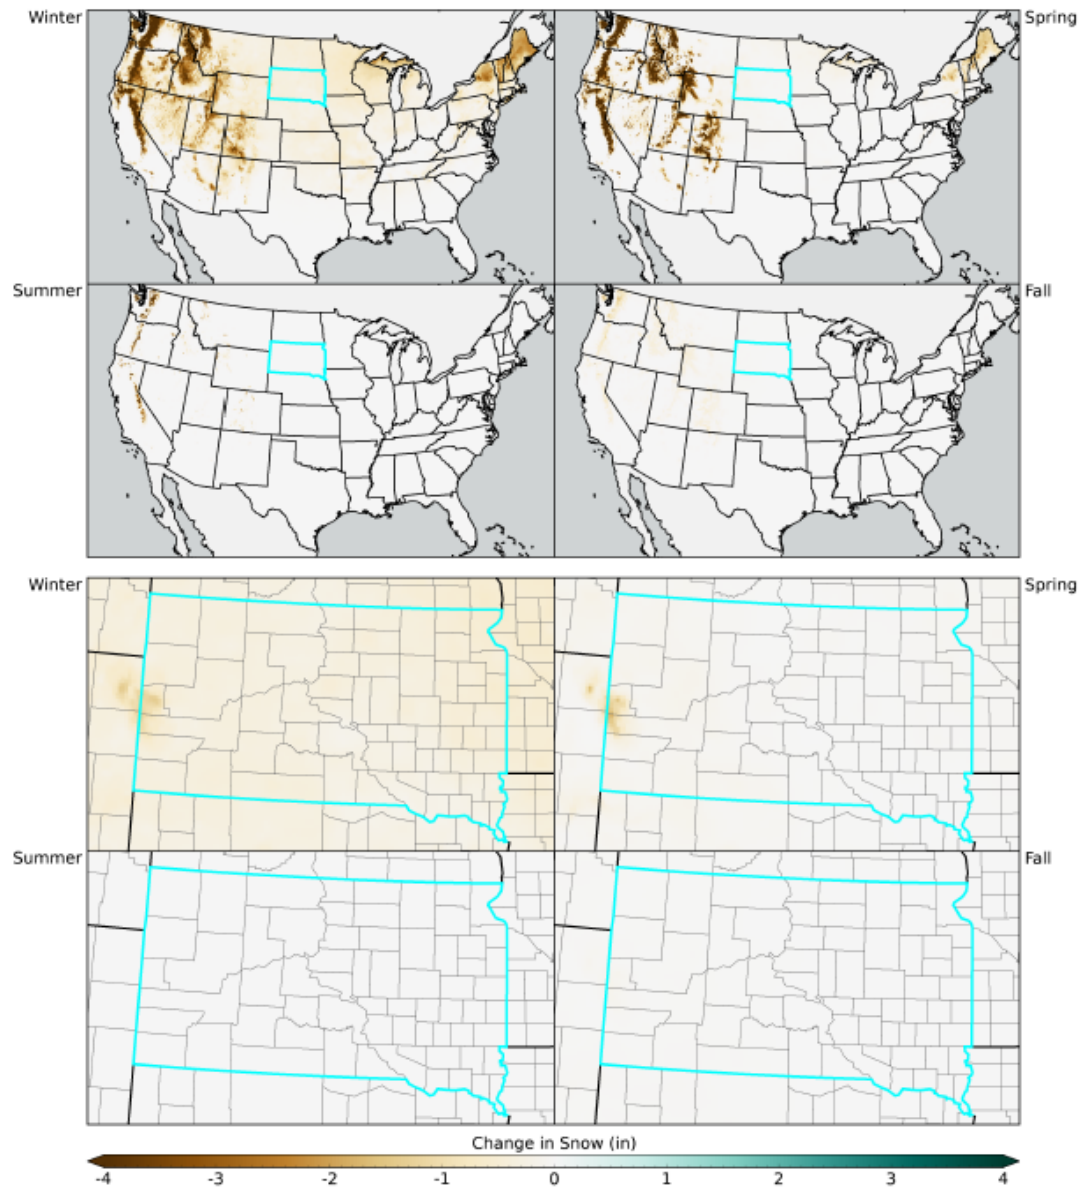 Winter
Spring
Summer
Fall
Winter
Spring
Summer
Fall
Change in Snow (in)
-4 -3 -2 -1 0 1 2 3 4